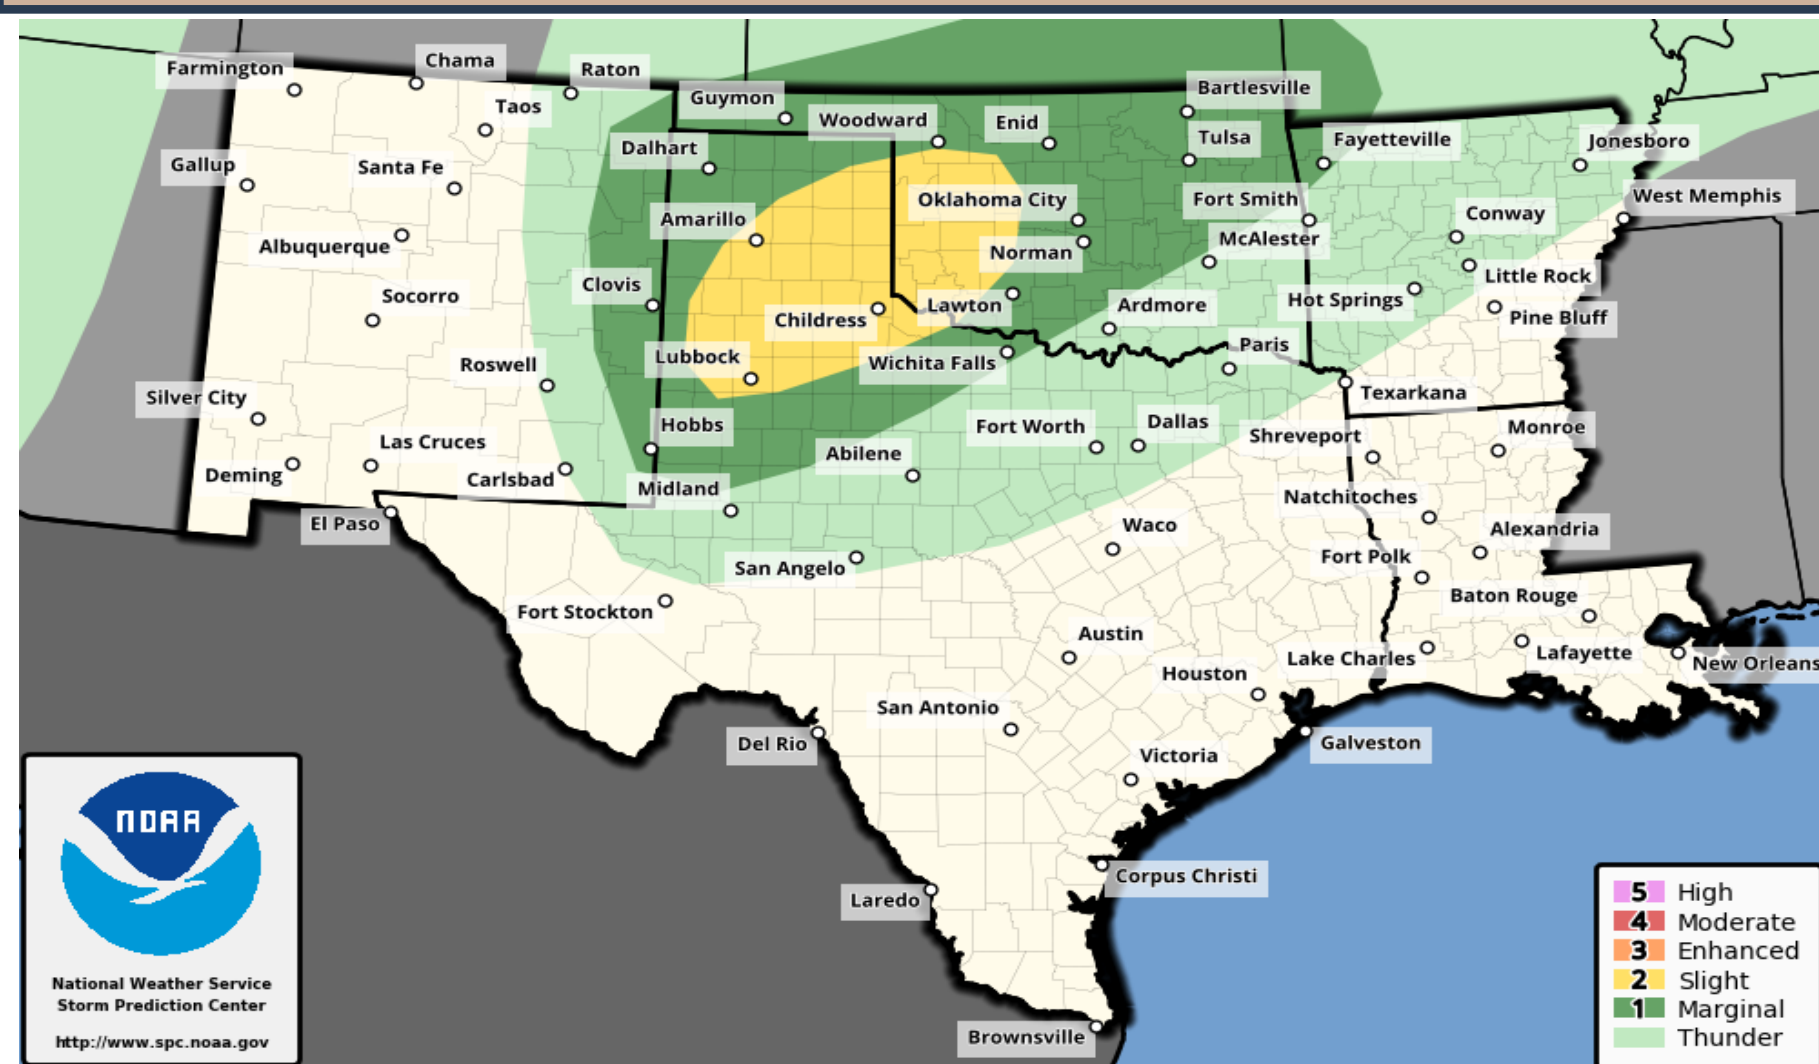 Farmington
Chama
Raton
Taos
Guymon
Bartlesville
Woodward
Enid
Tulsa
Fayetteville
Jonesboro
Dalhart
Gallup
Santa Fe
Oklahoma City
Fort Smith
West Memphis
Amarillo
Conway
Albuquerque
Norman
McAlester
Clovis
Little Rock
Socorro
Hot Springs
Lawton
Ardmore
Childress
Pine Bluff
Paris
Lubbock
Roswell
Wichita Falls
Silver City
Texarkana
Hobbs
Las Cruces
Fort Worth
Dallas
Monroe
Shreveport
Abilene
Deming
Carlsbad
Midland
Natchitoches
El Paso
Waco
Alexandria
San Angelo
Fort Polk
Baton Rouge
Fort Stockton
Austin
Lake Charles
Lafayette
New Orleans
Houston
San Antonio
Del Rio
Galveston
Victoria
Corpus Christi
Laredo
Brownsville
NOAA
National Weather Service
Storm Prediction Center
http://www.spc.noaa.gov
5 High
4 Moderate
3 Enhanced
2 Slight
1 Marginal
Thunder